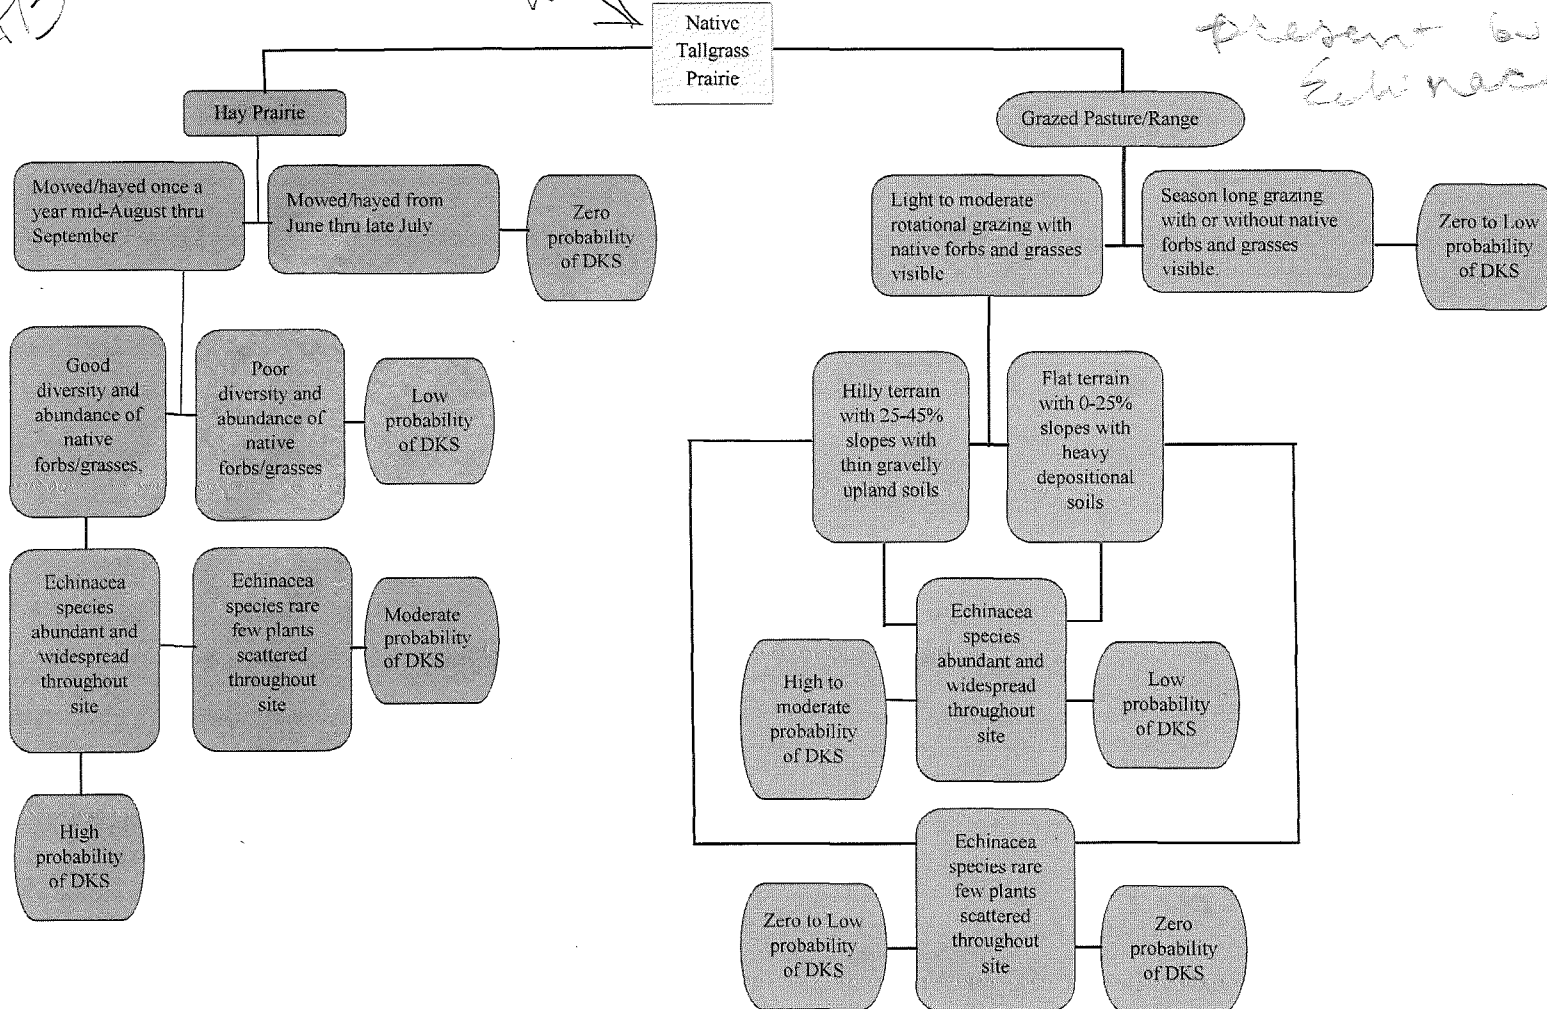 Native
Tallgrass
Prairie
present
Hay Prairie
Grazed Pasture/Range
Mowed/hayed once a
year mid-August thru
September
Mowed/hayed from
June thru late July
Zero
probability
of DKS
Light to moderate
rotational grazing with
native forbs and grasses
visible
Season long grazing
with or without native
forbs and grasses
visible.
Zero to Low
probability
of DKS
Good
diversity and
abundance of
native
forbs/grasses,
Poor
diversity and
abundance of
native
forbs/grasses
Low
probability
of DKS
Hilly terrain
with 25-45%
slopes with
thin gravelly
upland soils
Flat terrain
with 0-25%
slopes with
heavy
depositional
soils
Echinacea
species
abundant and
widespread
throughout
site
Echinacea
species rare
few plants
scattered
throughout
site
Moderate
probability
of DKS
High to
moderate
probability
of DKS
Echinacea
species
abundant and
widespread
throughout
site
Low
probability
of DKS
High
probability
of DKS
Zero to Low
probability
of DKS
Echinacea
species rare
few plants
scattered
throughout
site
Zero
probability
of DKS